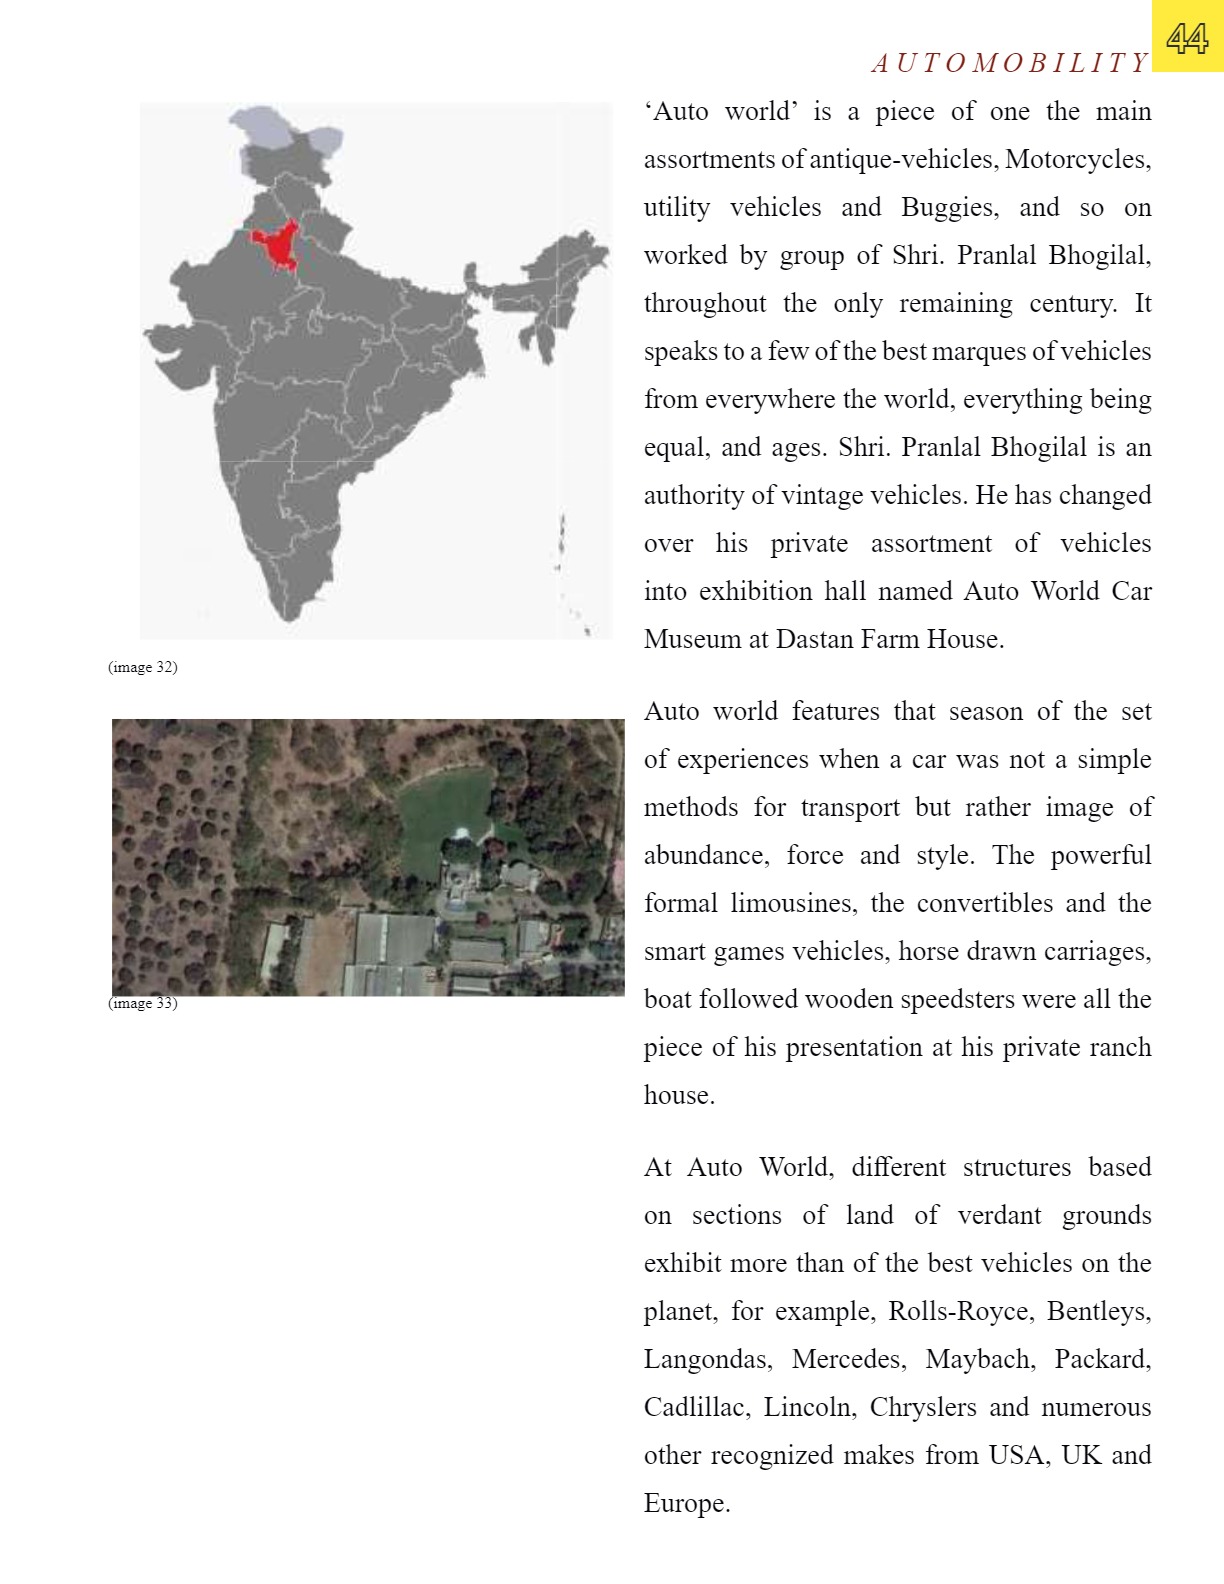 44
AUTOMOBILITY
‘Auto world’ is a piece of one the main
assortments of antique-vehicles, Motorcycles,
utility vehicles and Buggies, and so on
worked by group of Shri. Pranlal Bhogilal,
throughout the only remaining century. It
speaks to a few of the best marques of vehicles
from everywhere the world, everything being
equal, and ages. Shri. Pranlal Bhogilal is an
authority of vintage vehicles. He has changed
over his private assortment of vehicles
into exhibition hall named Auto World Car
Museum at Dastan Farm House.
(image 32)
(image 33)
Auto world features that season of the set
of experiences when a car was not a simple
methods for transport but rather image of
abundance, force and style. The powerful
formal limousines, the convertibles and the
smart games vehicles, horse drawn carriages,
boat followed wooden speedsters were all the
piece of his presentation at his private ranch
house.
At Auto World, different structures based
on sections of land of verdant grounds
exhibit more than of the best vehicles on the
planet, for example, Rolls-Royce, Bentleys,
Langondas, Mercedes, Maybach, Packard,
Cadlillac, Lincoln, Chryslers and numerous
other recognized makes from USA, UK and
Europe.